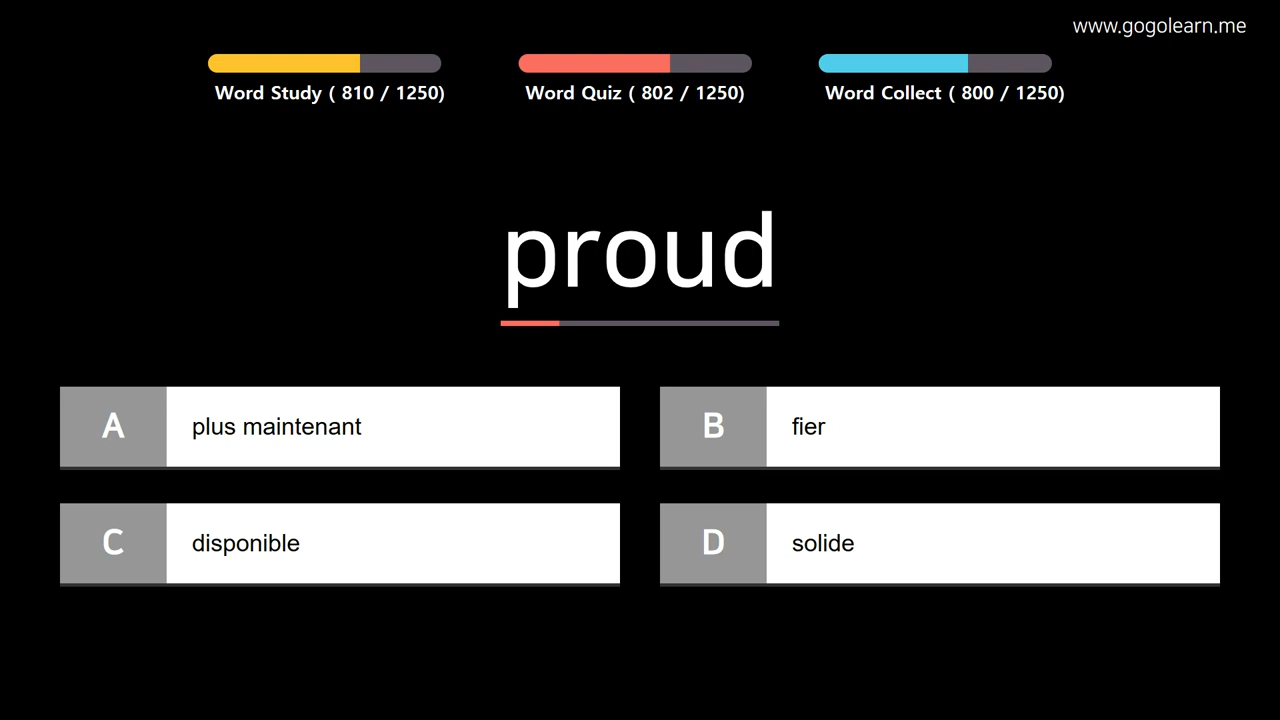 www.gogolearn.me
Word Study ( 810 / 1250)
Word Quiz ( 802 / 1250)
Word Collect ( 800 / 1250)
proud
A plus maintenant
B fier
C disponible
D solide